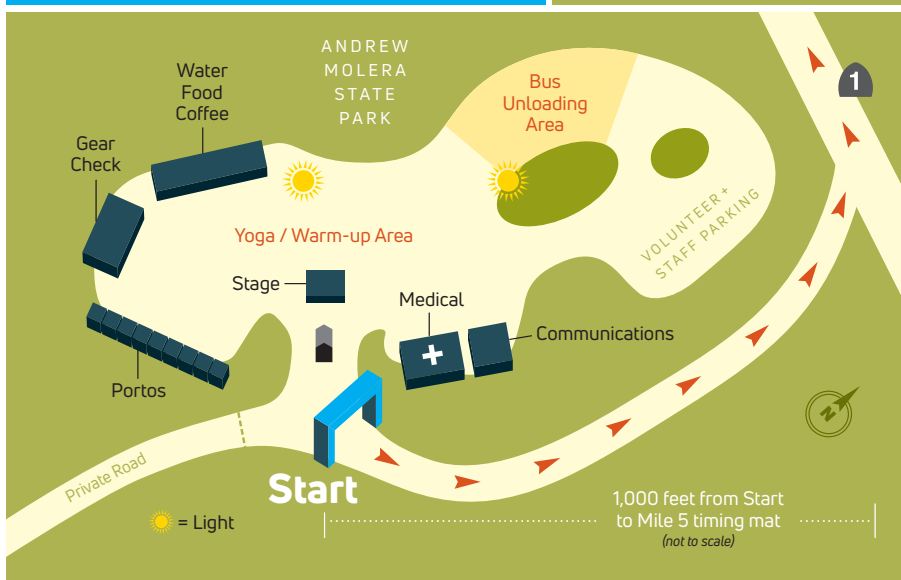 ANDREW
MOLERA
STATE
PARK
Water
Food
Coffee
Bus
Unloading
Area
1
Gear
Check
Yoga / Warm-up Area
VOLUNTEER +
STAFF PARKING
Stage
Medical
Communications
Portos
N
Private Road
Start
= Light
1,000 feet from Start
to Mile 5 timing mat
(not to scale)